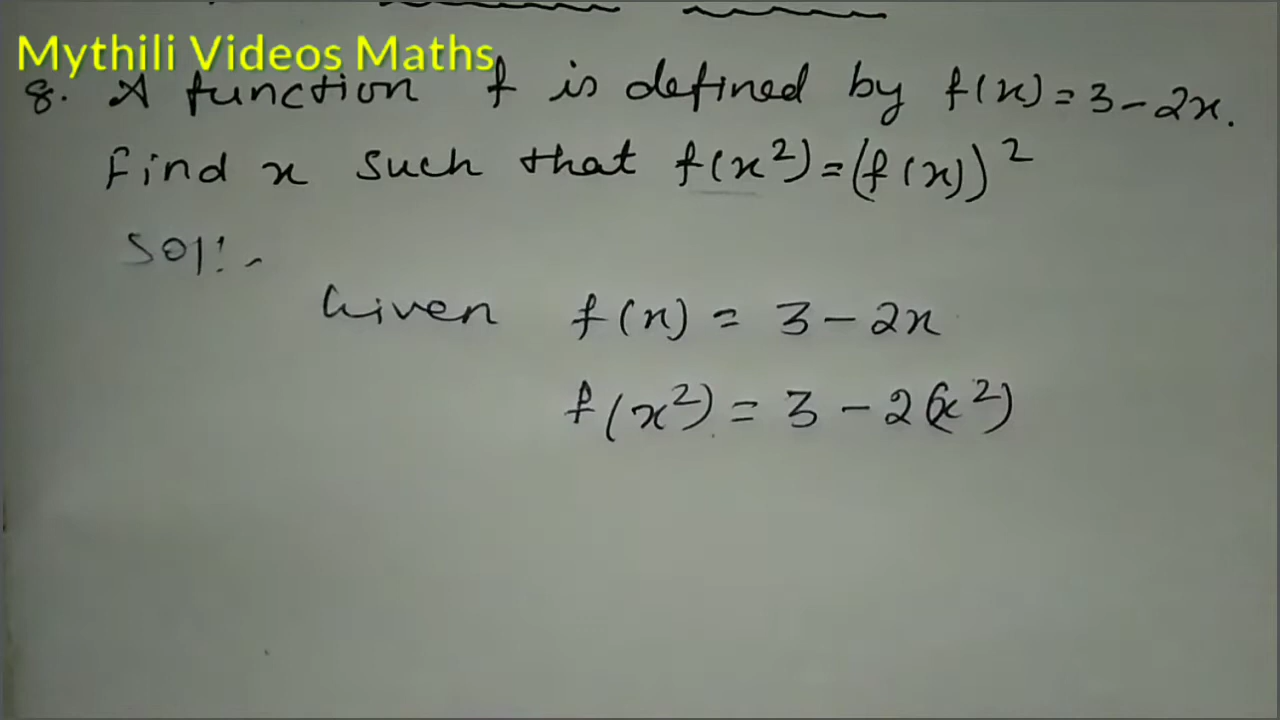 Mythili Videos Maths
8. A function f is defined by f(x) = 3 - 2x.
Find x such that f(x²) = (f(x))²
Sol:-
Given f(x) = 3 - 2x
f(x²) = 3 - 2(x²)